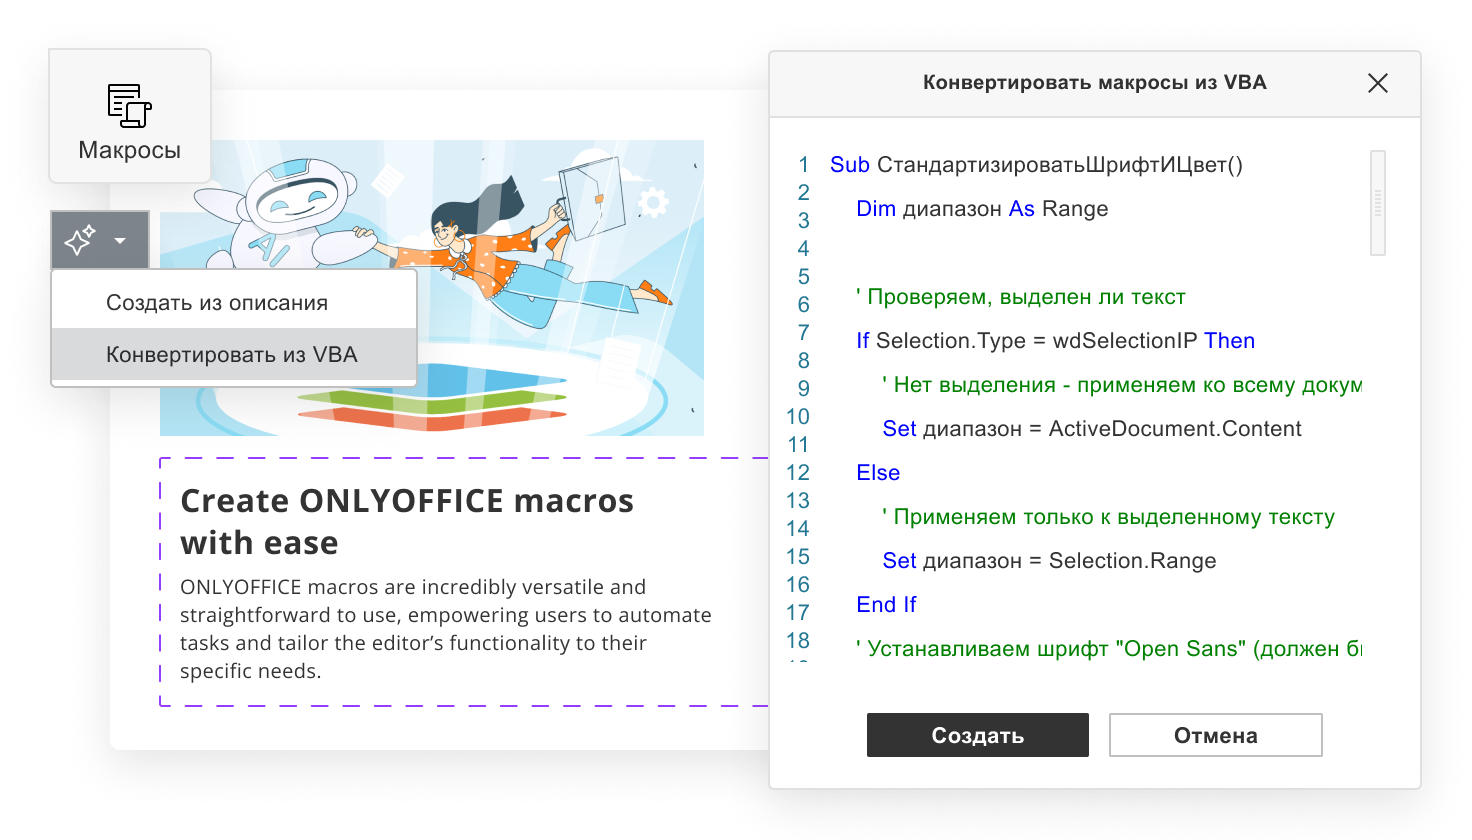 Макросы
Создать из описания
Конвертировать из VBA
AI
Create ONLYOFFICE macros
with ease
ONLYOFFICE macros are incredibly versatile and
straightforward to use, empowering users to automate
tasks and tailor the editor’s functionality to their
specific needs.
Конвертировать макросы из VBA
1
2
3
4
5
6
7
8
9
10
11
12
13
14
15
16
17
18
Sub СтандартизироватьШрифтИЦвет()
Dim диапазон As Range
' Проверяем, выделен ли текст
If Selection.Type = wdSelectionIP Then
' Нет выделения - применяем ко всему докум
Set диапазон = ActiveDocument.Content
Else
' Применяем только к выделенному тексту
Set диапазон = Selection.Range
End If
' Устанавливаем шрифт "Open Sans" (должен
Создать
Отмена